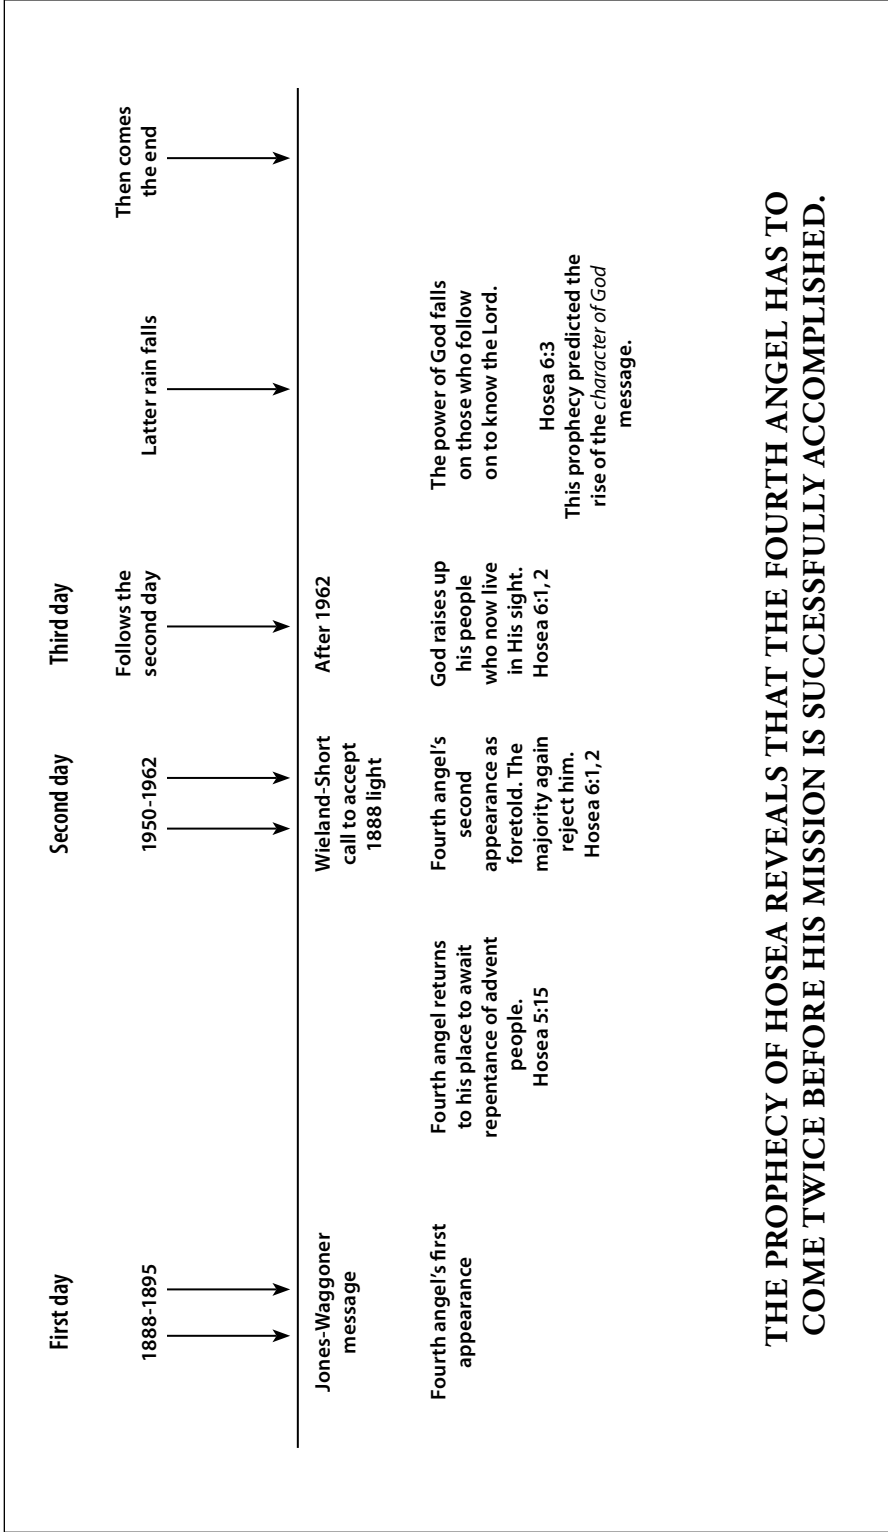 First day
1888-1895
Jones-Waggoner
message
Fourth angel's first
appearance
Fourth angel returns
to his place to await
repentance of advent
people.
Hosea 5:15
Second day
1950-1962
Wieland-Short
call to accept
1888 light
Fourth angel's
second
appearance as
foretold. The
majority again
reject him.
Hosea 6:1, 2
Third day
Follows the
second day
After 1962
God raises up
his people
who now live
in His sight.
Hosea 6:1, 2
Latter rain falls
The power of God falls
on those who follow
on to know the Lord.
Hosea 6:3
This prophecy predicted the
rise of the character of God
message.
Then comes
the end
THE PROPHECY OF HOSEA REVEALS THAT THE FOURTH ANGEL HAS TO
COME TWICE BEFORE HIS MISSION IS SUCCESSFULLY ACCOMPLISHED.